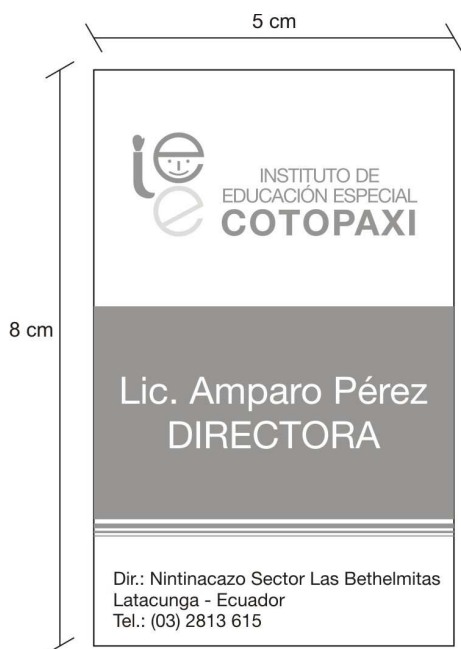 5 cm
8 cm
INSTITUTO DE
EDUCACIÓN ESPECIAL
COTOPAXI
Lic. Amparo Pérez
DIRECTORA
Dir.: Nintinacazo Sector Las Bethelmitas
Latacunga - Ecuador
Tel.: (03) 2813 615